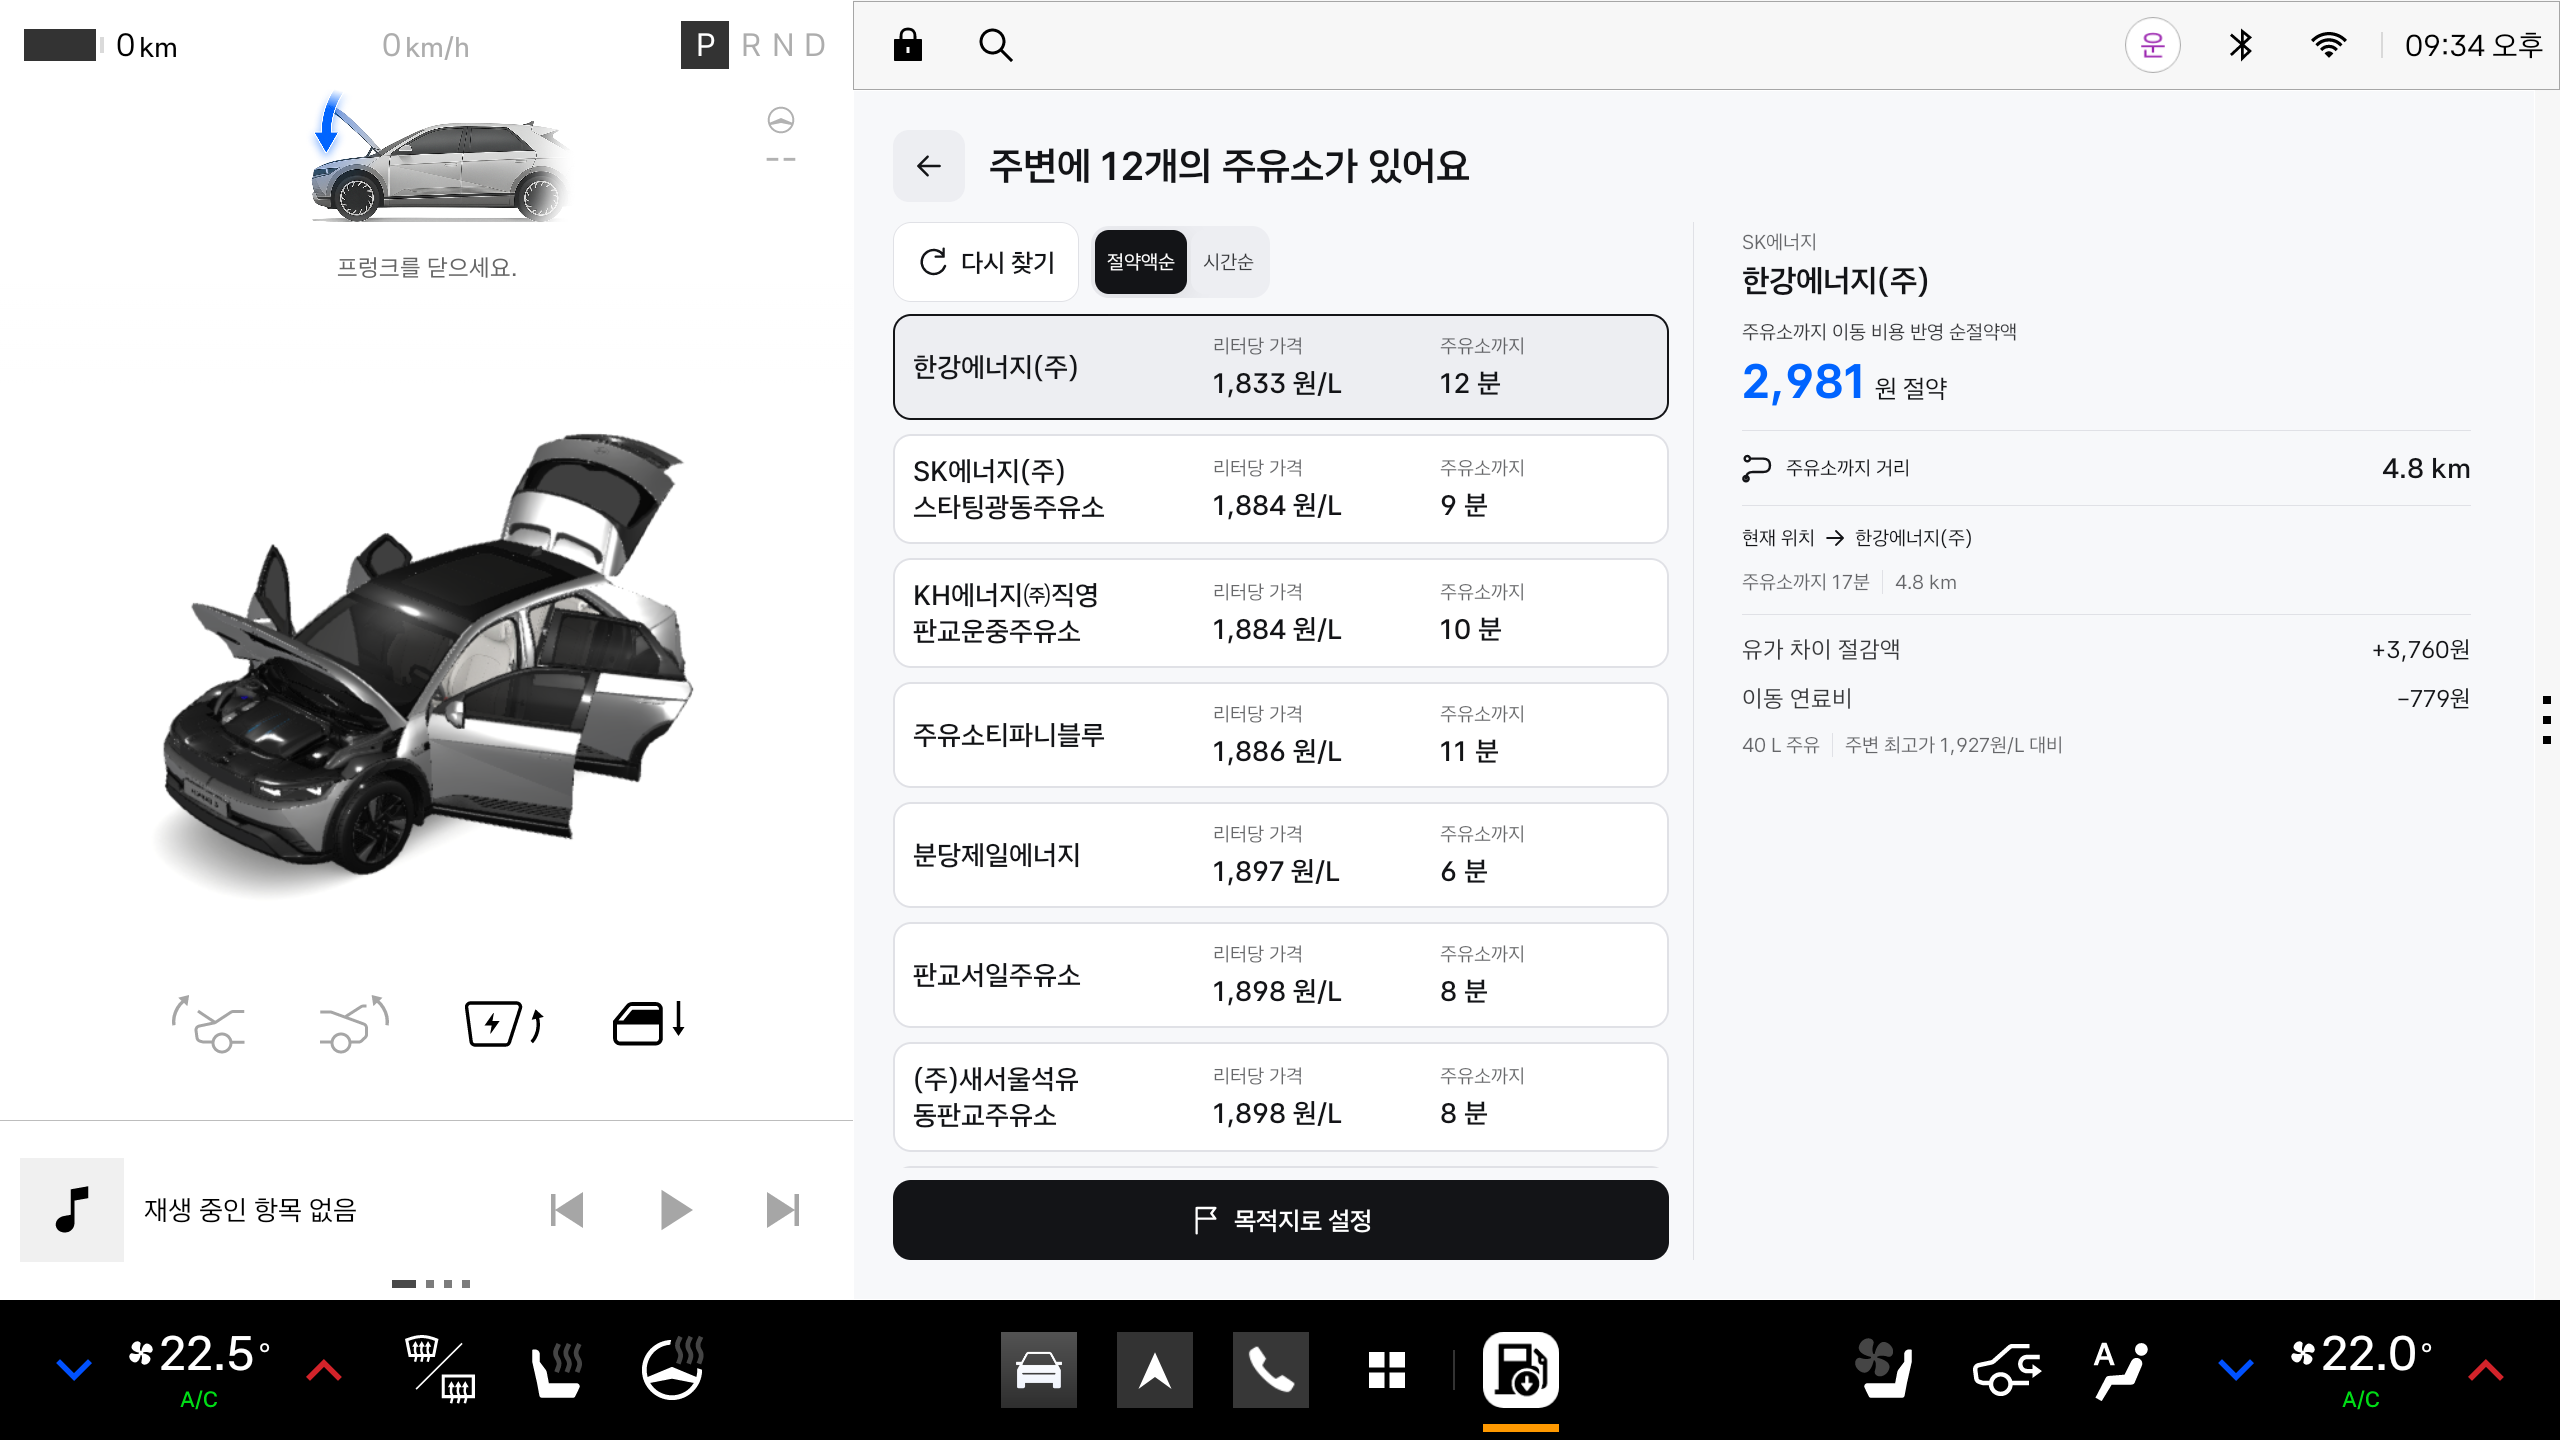 0 km
0 km/h
P R N D
프렁크를 닫으세요.
재생 중인 항목 없음
운
09:34 오후
주변에 12개의 주유소가 있어요
다시 찾기
절약액순
시간순
한강에너지(주)
리터당 가격
1,833 원/L
주유소까지
12 분
SK에너지(주)
스타팅광동주유소
리터당 가격
1,884 원/L
주유소까지
9 분
KH에너지㈜직영
판교운중주유소
리터당 가격
1,884 원/L
주유소까지
10 분
주유소티파니블루
리터당 가격
1,886 원/L
주유소까지
11 분
분당제일에너지
리터당 가격
1,897 원/L
주유소까지
6 분
판교서일주유소
리터당 가격
1,898 원/L
주유소까지
8 분
(주)새서울석유
동판교주유소
리터당 가격
1,898 원/L
주유소까지
8 분
목적지로 설정
SK에너지
한강에너지(주)
주유소까지 이동 비용 반영 순절약액
2,981 원 절약
주유소까지 거리
4.8 km
현재 위치 → 한강에너지(주)
주유소까지 17분 | 4.8 km
유가 차이 절감액
+3,760원
이동 연료비
−779원
40 L 주유 | 주변 최고가 1,927원/L 대비
22.5°
A/C
A
22.0°
A/C